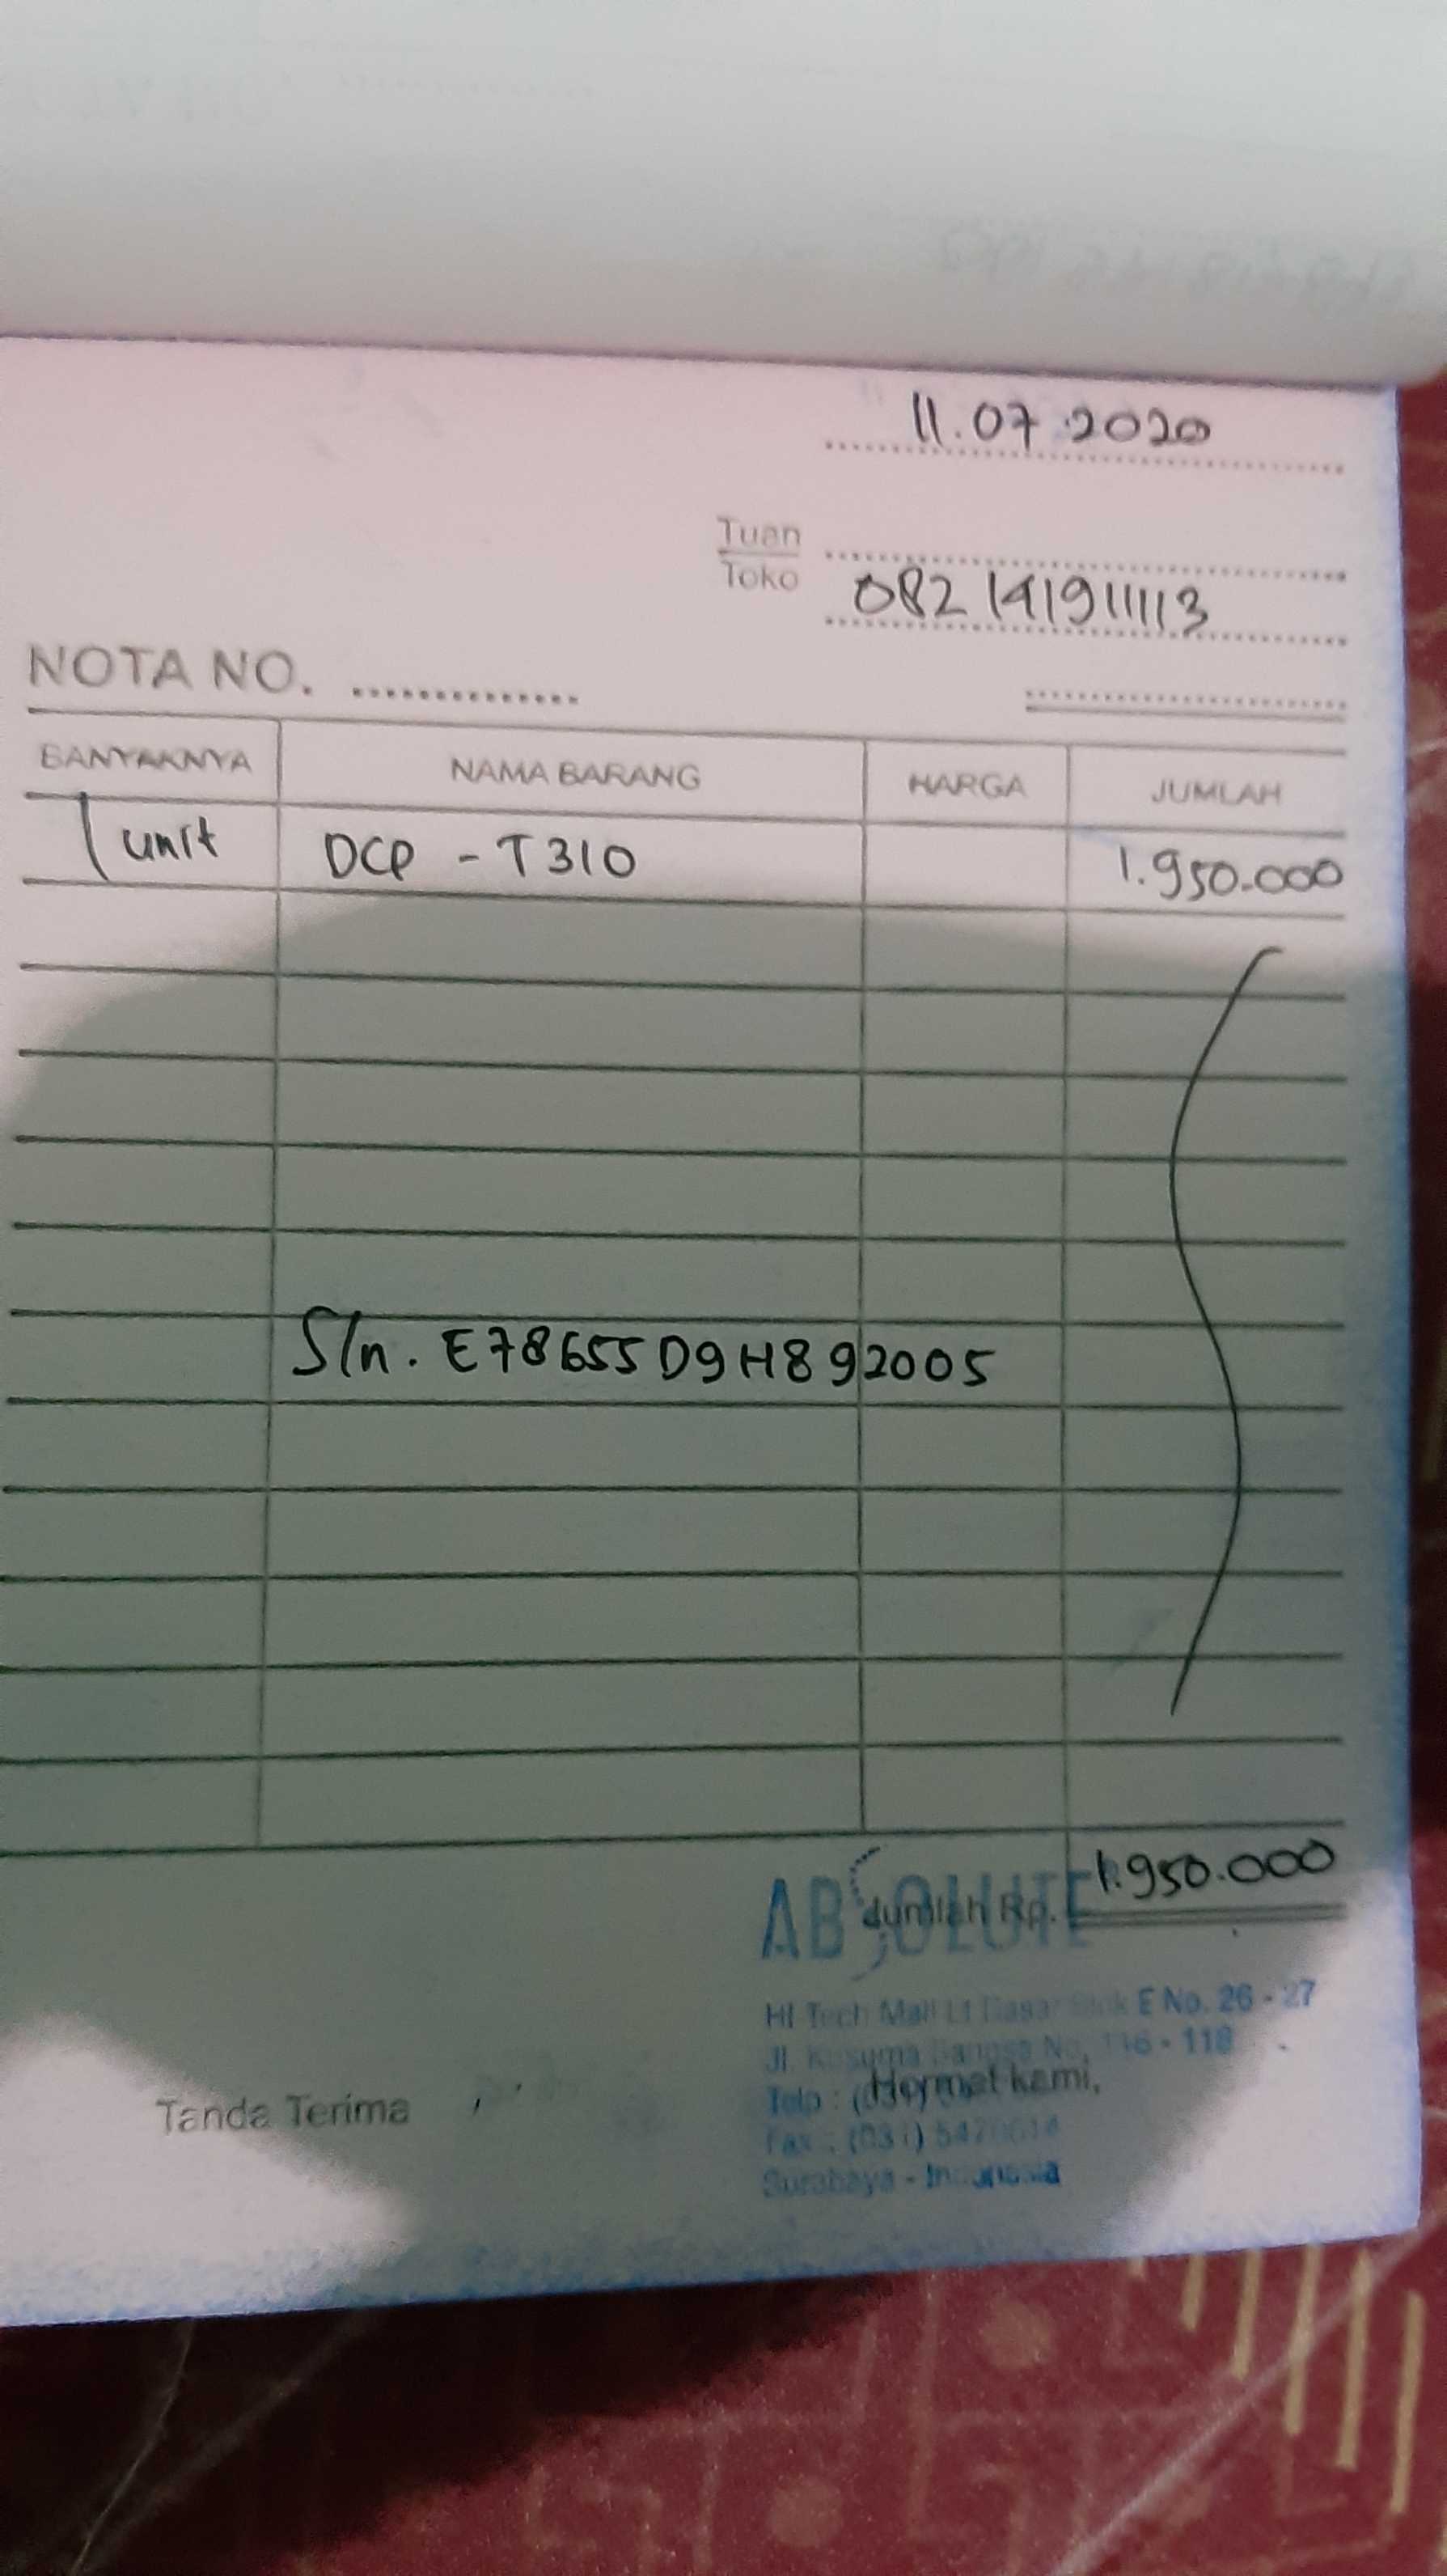 11.07.2020
Tuan
Toko 082141911113
NOTA NO. ..............
BANYAKNYA NAMA BARANG HARGA JUMLAH
1 unit DCP - T310 1.950.000
S/n. E78655D9H892005
Jumlah Rp. 1.950.000
ABSOLUTE
Hi Tech Mall Lt Dasar Blok E No. 26 - 27
Jl. Kusuma Bangsa No. 116 - 118
Hormat kami,
Telp : (031)
Tanda Terima
Fax : (031)
Surabaya - Indonesia